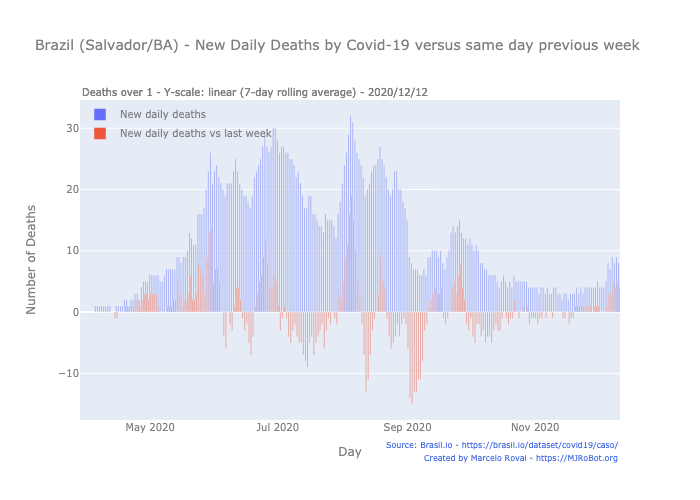 Brazil (Salvador/BA) - New Daily Deaths by Covid-19 versus same day previous week
Deaths over 1 - Y-scale: linear (7-day rolling average) - 2020/12/12
New daily deaths
New daily deaths vs last week
30
20
10
0
−10
Number of Deaths
May 2020
Jul 2020
Sep 2020
Nov 2020
Day
Source: Brasil.io - https://brasil.io/dataset/covid19/caso/
Created by Marcelo Rovai - https://MJRoBot.org